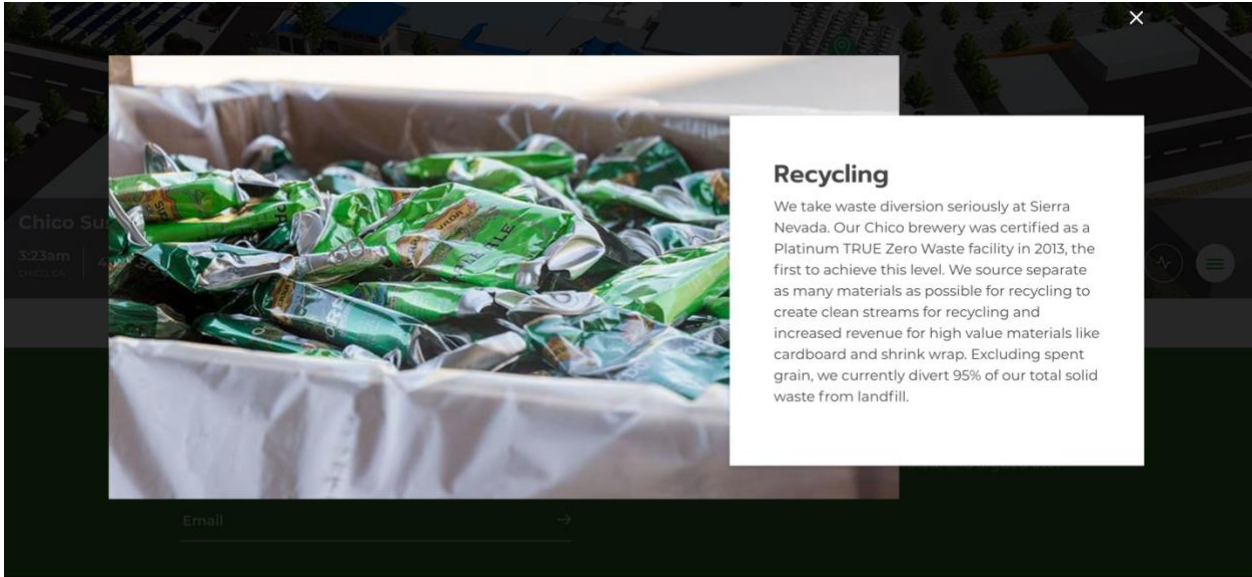 Recycling
We take waste diversion seriously at Sierra
Nevada. Our Chico brewery was certified as a
Platinum TRUE Zero Waste facility in 2013, the
first to achieve this level. We source separate
as many materials as possible for recycling to
create clean streams for recycling and
increased revenue for high value materials like
cardboard and shrink wrap. Excluding spent
grain, we currently divert 95% of our total solid
waste from landfill.
Chico
3:23am
Email